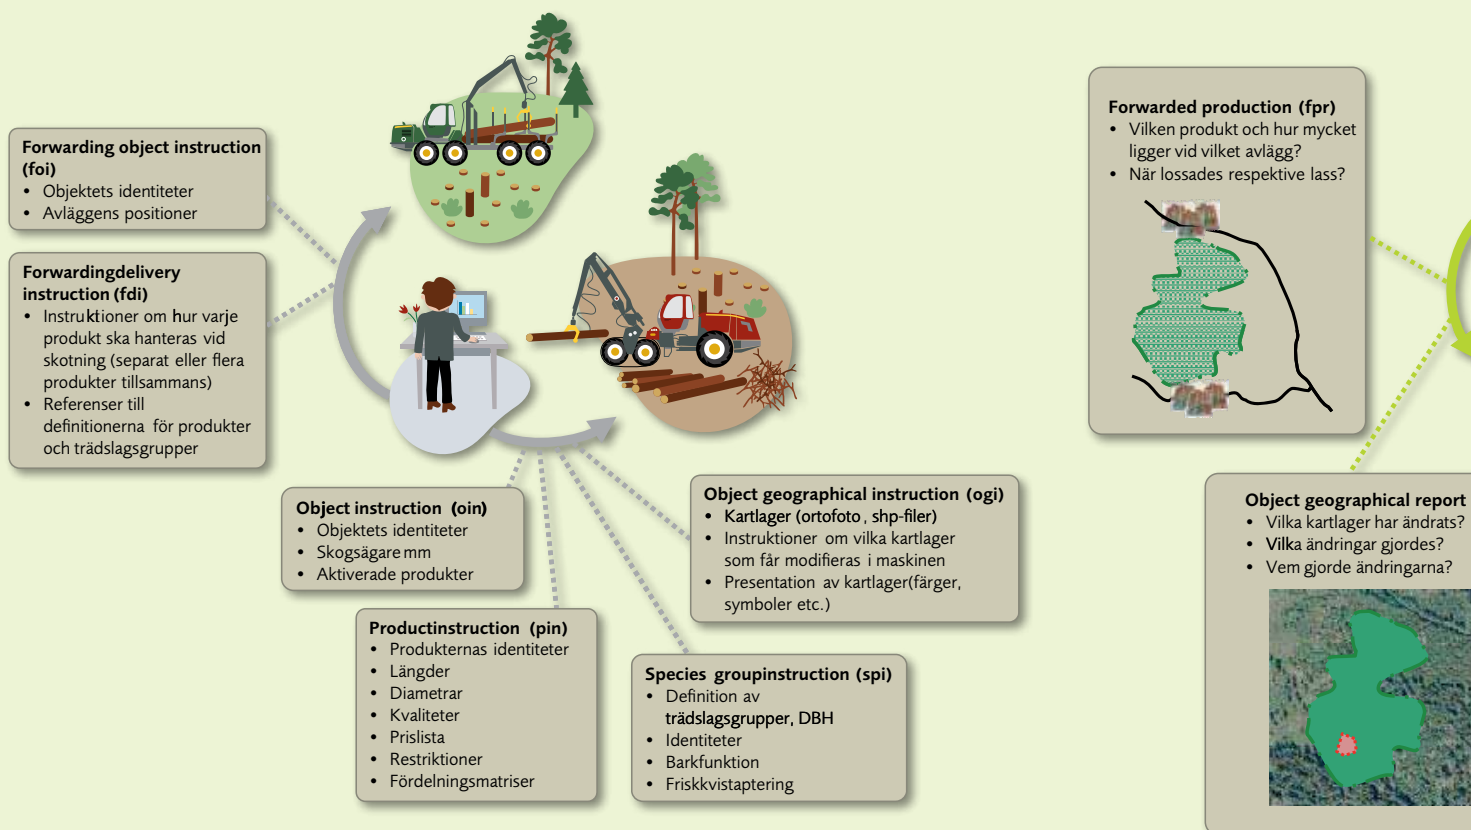 Forwarding object instruction
(foi)
• Objektets identiteter
• Avläggens positioner
Forwardingdelivery
instruction (fdi)
• Instruktioner om hur varje
produkt ska hanteras vid
skotning (separat eller flera
produkter tillsammans)
• Referenser till
definitionerna för produkter
och trädslagsgrupper
Object instruction (oin)
• Objektets identiteter
• Skogsägare mm
• Aktiverade produkter
Productinstruction (pin)
• Produkternas identiteter
• Längder
• Diametrar
• Kvaliteter
• Prislista
• Restriktioner
• Fördelningsmatriser
Species groupinstruction (spi)
• Definition av
trädslagsgrupper, DBH
• Identiteter
• Barkfunktion
• Friskkvistaptering
Object geographical instruction (ogi)
• Kartlager (ortofoto, shp-filer)
• Instruktioner om vilka kartlager
som får modifieras i maskinen
• Presentation av kartlager(färger,
symboler etc.)
Forwarded production (fpr)
• Vilken produkt och hur mycket
ligger vid vilket avlägg?
• När lossades respektive lass?
Object geographical report
• Vilka kartlager har ändrats?
• Vilka ändringar gjordes?
• Vem gjorde ändringarna?